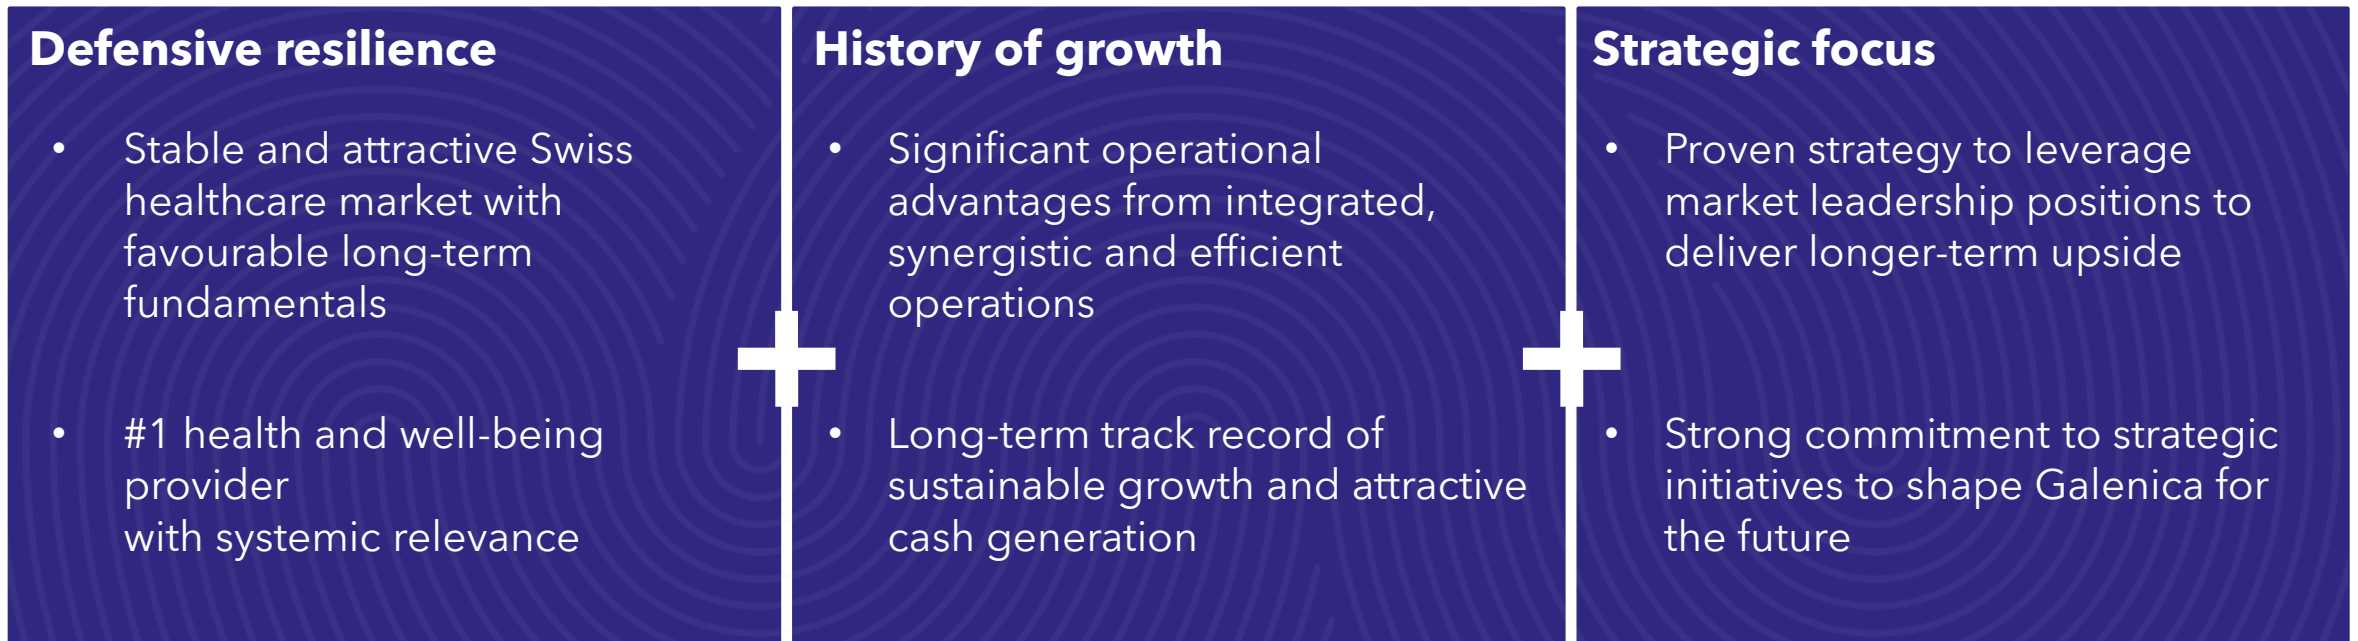 Defensive resilience
• Stable and attractive Swiss
healthcare market with
favourable long-term
fundamentals
• #1 health and well-being
provider
with systemic relevance
History of growth
• Significant operational
advantages from integrated,
synergistic and efficient
operations
• Long-term track record of
sustainable growth and attractive
cash generation
Strategic focus
• Proven strategy to leverage
market leadership positions to
deliver longer-term upside
• Strong commitment to strategic
initiatives to shape Galenica for
the future